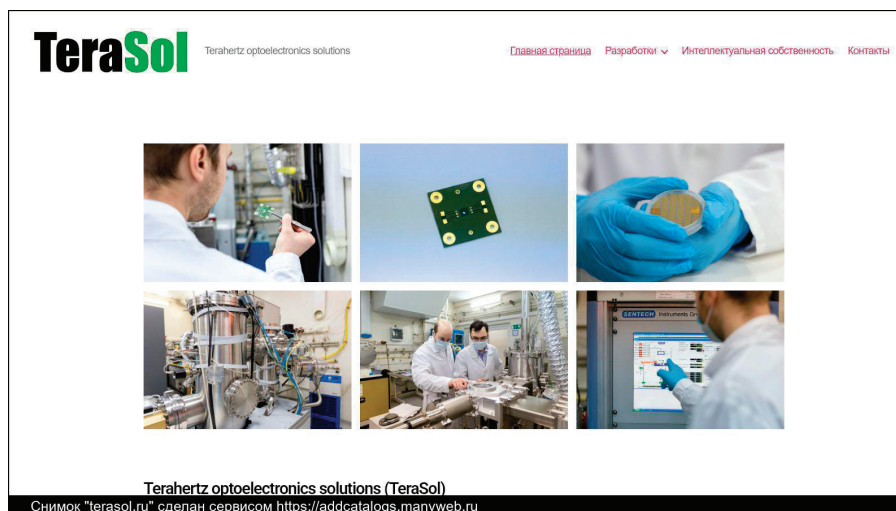 TeraSol
Terahertz optoelectronics solutions
Главная страница Разработки Интеллектуальная собственность Контакты
SENTECH Instruments
Terahertz optoelectronics solutions (TeraSol)
Снимок "terasol.ru" сделан сервисом https://addcatalogs.manyweb.ru